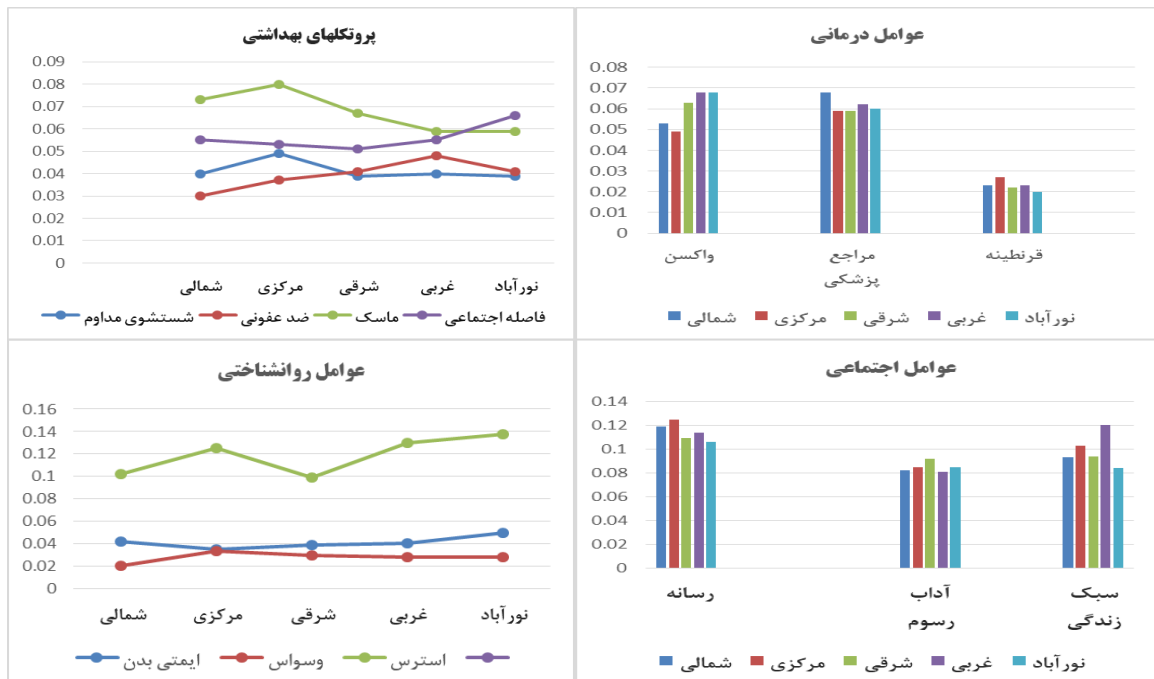 پروتکلهای بهداشتی
0.09
0.08
0.07
0.06
0.05
0.04
0.03
0.02
0.01
0
شمالی مرکزی شرقی غربی نورآباد
شستشوی مداوم ضد عفونی ماسک فاصله اجتماعی
عوامل درمانی
0.08
0.07
0.06
0.05
0.04
0.03
0.02
0.01
0
واکسن مراجع قرنطینه
پزشکی
شمالی مرکزی شرقی غربی نورآباد
عوامل روانشناختی
0.16
0.14
0.12
0.1
0.08
0.06
0.04
0.02
0
شمالی مرکزی شرقی غربی نورآباد
ایمتی بدن وسواس استرس
عوامل اجتماعی
0.14
0.12
0.1
0.08
0.06
0.04
0.02
0
رسانه آداب سبک
رسوم زندگی
شمالی مرکزی شرقی غربی نورآباد